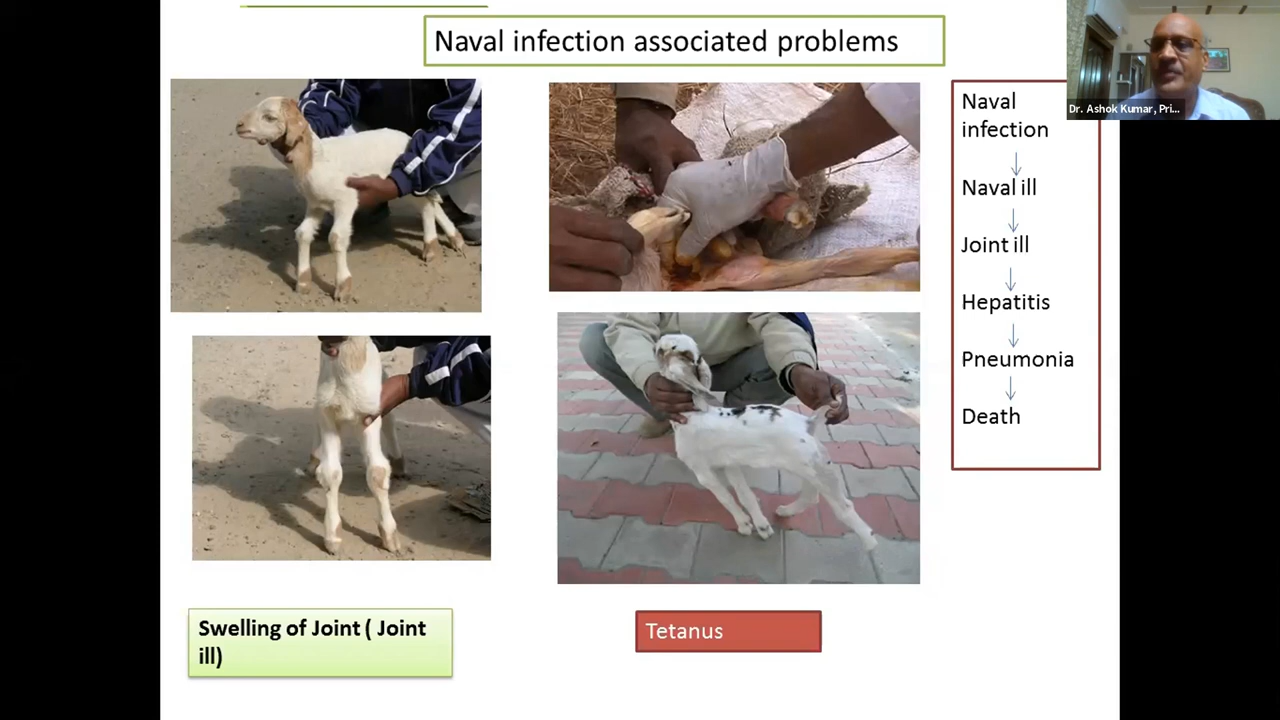 Naval infection associated problems
Dr. Ashok Kumar, Pri...
Naval
infection
Naval ill
Joint ill
Hepatitis
Pneumonia
Death
Swelling of Joint ( Joint
ill)
Tetanus